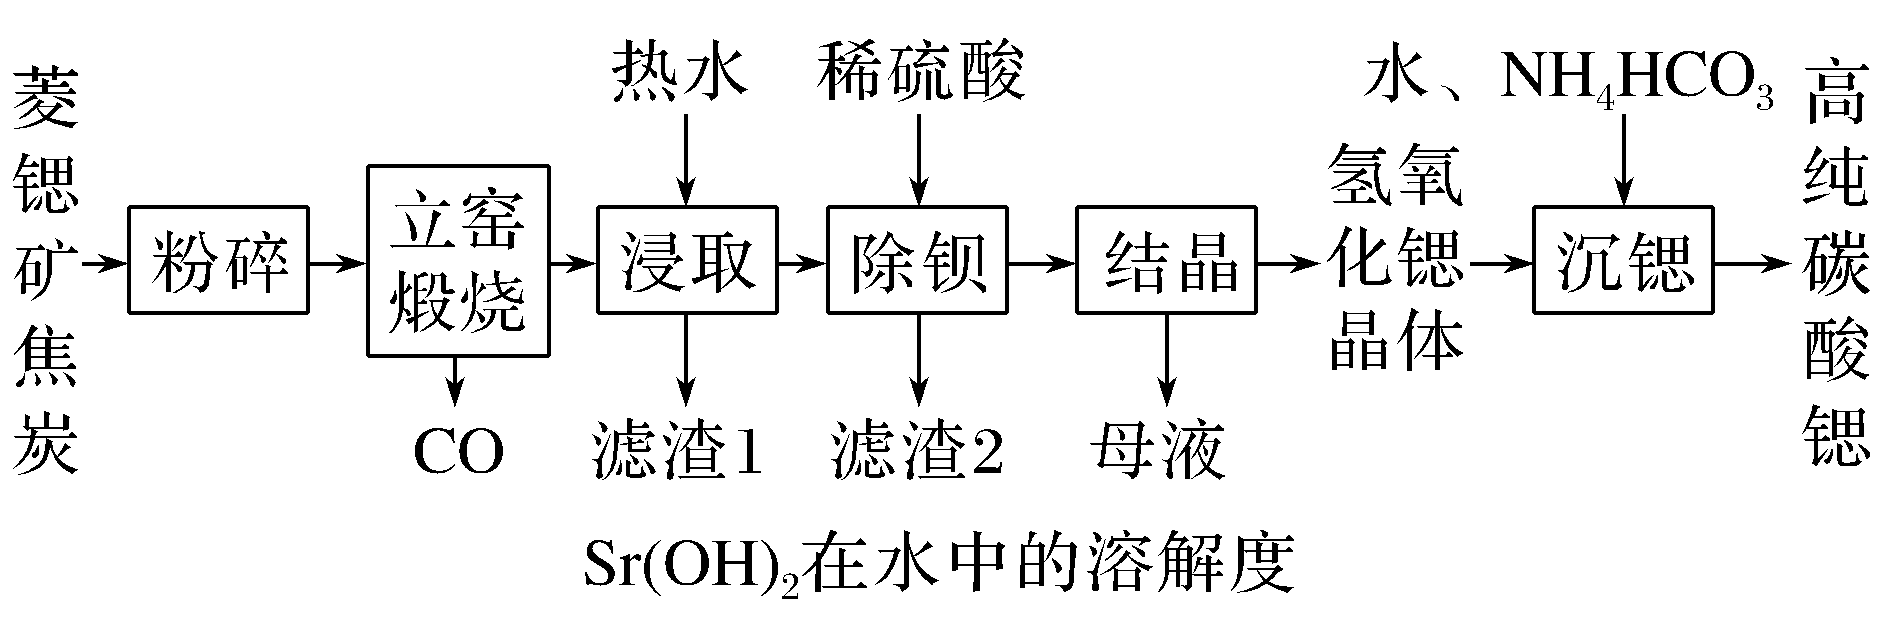 菱锶矿焦炭
粉碎
立窑煅烧
CO
热水
浸取
滤渣1
稀硫酸
除钡
滤渣2
结晶
母液
氢氧化锶晶体
水、NH₄HCO₃
沉锶
高纯碳酸锶
Sr(OH)₂在水中的溶解度